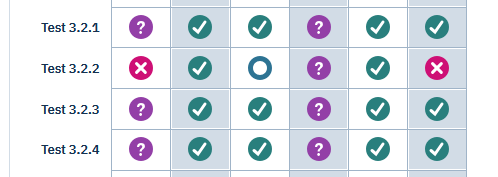 Test 3.2.1 ? ?
Test 3.2.2 ?
Test 3.2.3 ? ?
Test 3.2.4 ? ?